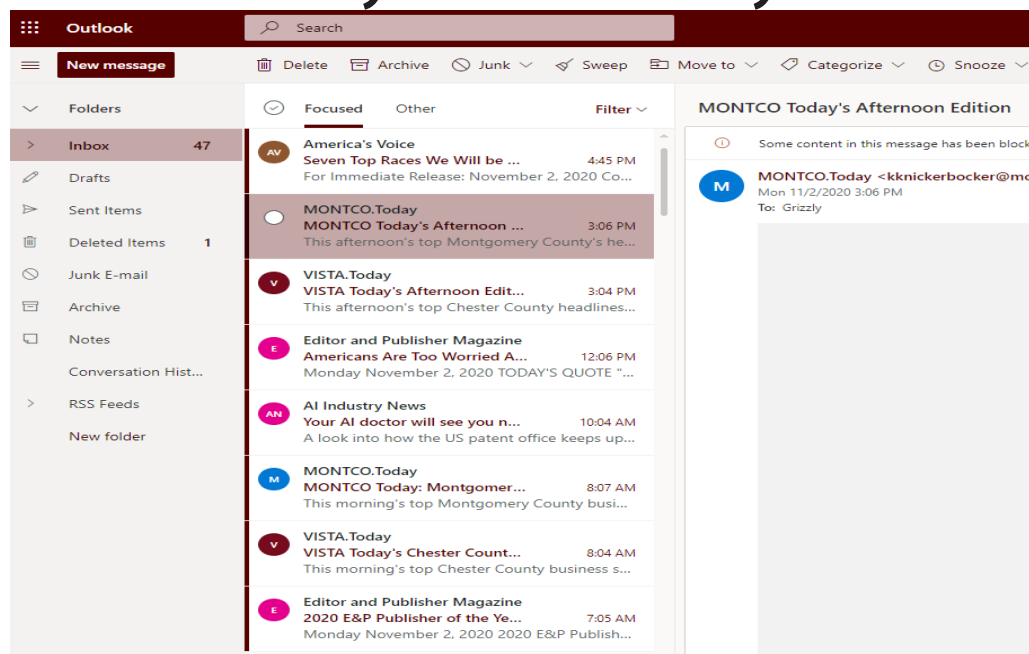 Outlook
Search
New message
Delete
Archive
Junk
Sweep
Move to
Categorize
Snooze
Folders
Inbox 47
Drafts
Sent Items
Deleted Items 1
Junk E-mail
Archive
Notes
Conversation Hist...
RSS Feeds
New folder
Focused
Other
Filter
AV
America's Voice
Seven Top Races We Will be ... 4:45 PM
For Immediate Release: November 2, 2020 Co...
MONTCO.Today
MONTCO Today's Afternoon ... 3:06 PM
This afternoon's top Montgomery County's he...
V
VISTA.Today
VISTA Today's Afternoon Edit... 3:04 PM
This afternoon's top Chester County headlines...
E
Editor and Publisher Magazine
Americans Are Too Worried A... 12:06 PM
Monday November 2, 2020 TODAY'S QUOTE "...
AN
AI Industry News
Your AI doctor will see you n... 10:04 AM
A look into how the US patent office keeps up...
M
MONTCO.Today
MONTCO Today: Montgomer... 8:07 AM
This morning's top Montgomery County busi...
V
VISTA.Today
VISTA Today's Chester Count... 8:04 AM
This morning's top Chester County business s...
E
Editor and Publisher Magazine
2020 E&P Publisher of the Ye... 7:05 AM
Monday November 2, 2020 2020 E&P Publish...
MONTCO Today's Afternoon Edition
Some content in this message has been block
M
MONTCO.Today <kknickerbocker@mo
Mon 11/2/2020 3:06 PM
To: Grizzly